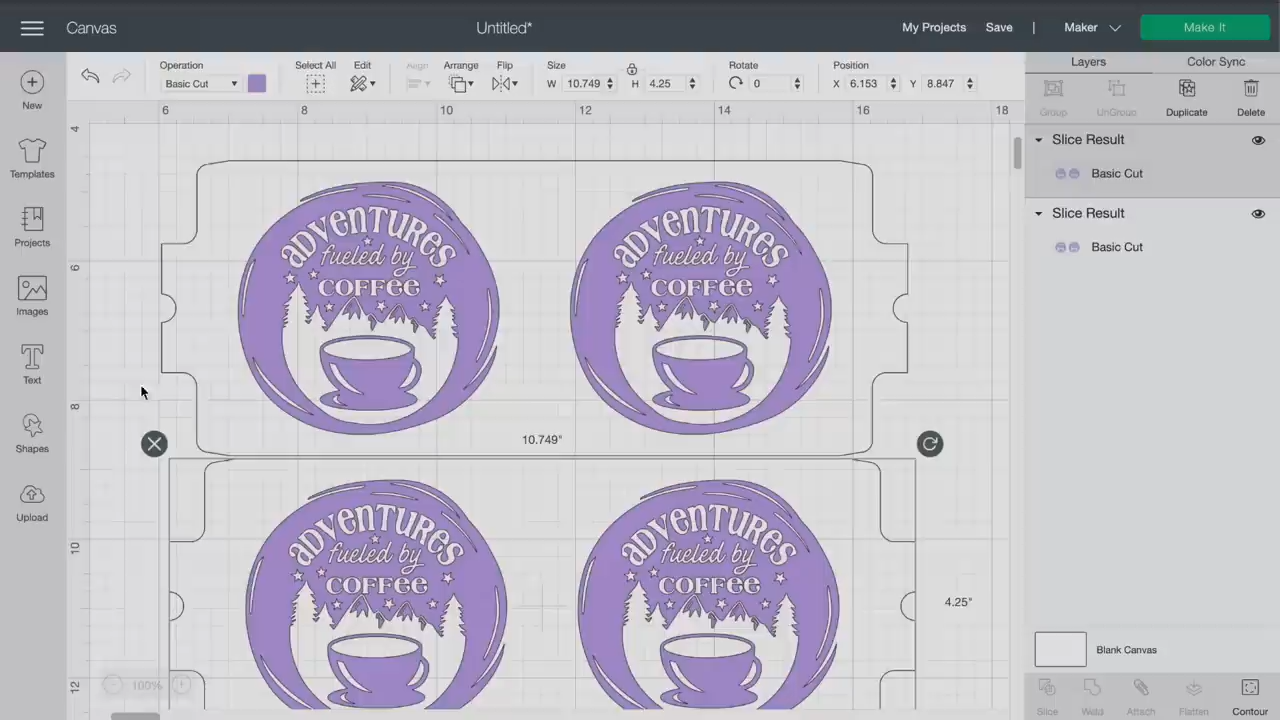 Canvas
Untitled*
My Projects
Save
|
Maker
Make It
Operation
Basic Cut
Select All
Edit
Align
Arrange
Flip
Size
W 10.749
H 4.25
Rotate
0
Position
X 6.153
Y 8.847
Layers
Color Sync
New
Templates
Projects
Images
Text
Shapes
Upload
6 8 10 12 14 16 18
4
6
8
10
12
Group
UnGroup
Duplicate
Delete
Slice Result
Basic Cut
Slice Result
Basic Cut
ADVENTURES
fueled by
COFFEE
ADVENTURES
fueled by
COFFEE
10.749"
ADVENTURES
fueled by
COFFEE
ADVENTURES
fueled by
COFFEE
4.25"
100%
Blank Canvas
Slice
Weld
Attach
Flatten
Contour